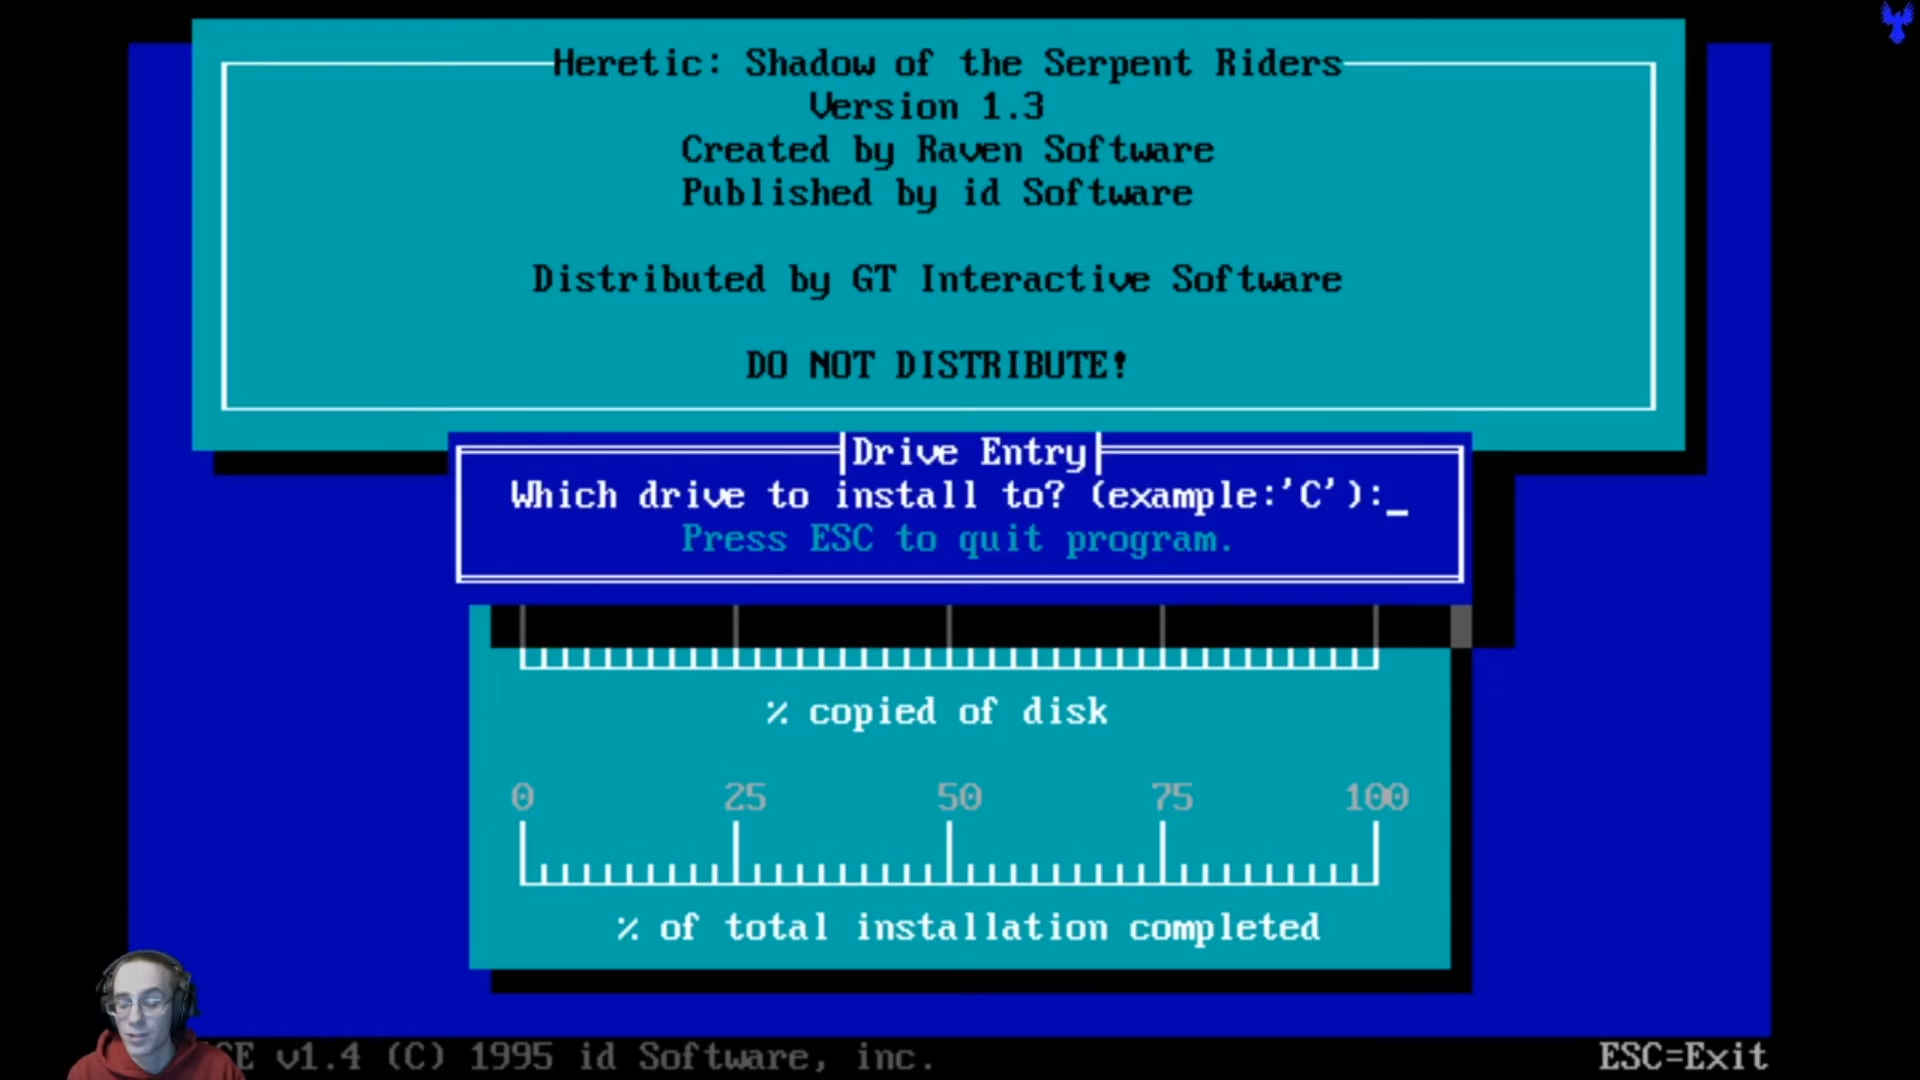 Heretic: Shadow of the Serpent Riders
Version 1.3
Created by Raven Software
Published by id Software
Distributed by GT Interactive Software
DO NOT DISTRIBUTE!
Drive Entry
Which drive to install to? (example:'C'):_
Press ESC to quit program.
% copied of disk
0 25 50 75 100
% of total installation completed
v1.4 (C) 1995 id Software, inc.
ESC=Exit